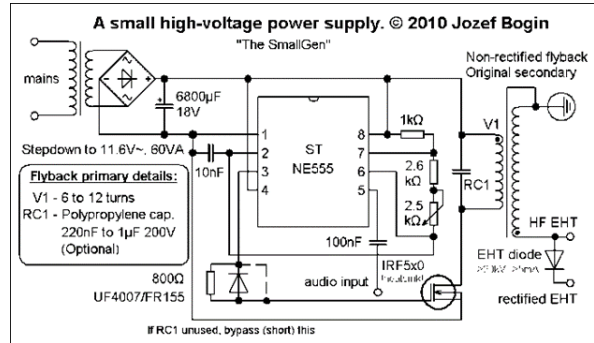 A small high-voltage power supply. © 2010 Jozef Bogin
"The SmallGen"
mains
6800µF
18V
Stepdown to 11.6V~, 60VA
Flyback primary details:
V1 - 6 to 12 turns
RC1 - Polypropylene cap.
220nF to 1µF 200V
(Optional)
10nF
1
2
3
4
ST
NE555
8
7
6
5
1kΩ
2.6
kΩ
2.5
kΩ
100nF
audio input
IRF5x0
800Ω
UF4007/FR155
If RC1 unused, bypass (short) this
Non-rectified flyback
Original secondary
V1
RC1
HF EHT
EHT diode
rectified EHT